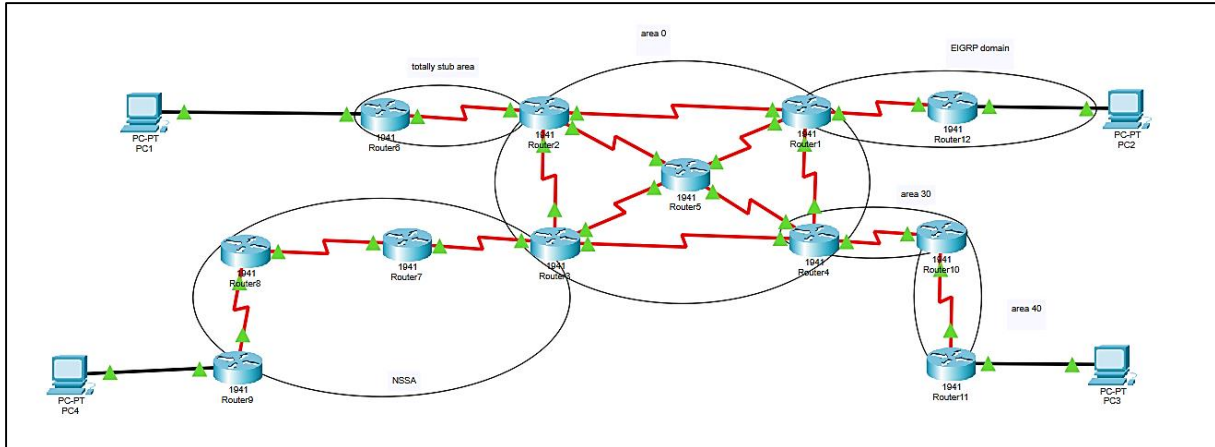 area 0
EIGRP domain
totally stub area
PC-PT
PC1
1941
Router6
1941
Router2
1941
Router1
1941
Router12
PC-PT
PC2
1941
Router5
area 30
1941
Router8
1941
Router7
1941
Router3
1941
Router4
1941
Router10
area 40
NSSA
PC-PT
PC4
1941
Router9
1941
Router11
PC-PT
PC3